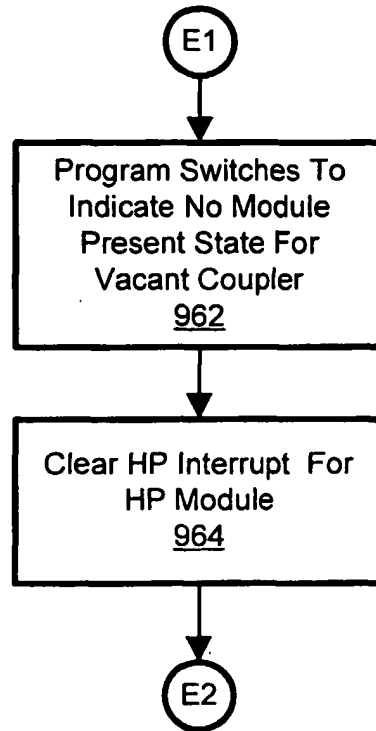 E1
Program Switches To
Indicate No Module
Present State For
Vacant Coupler
962
Clear HP Interrupt For
HP Module
964
E2